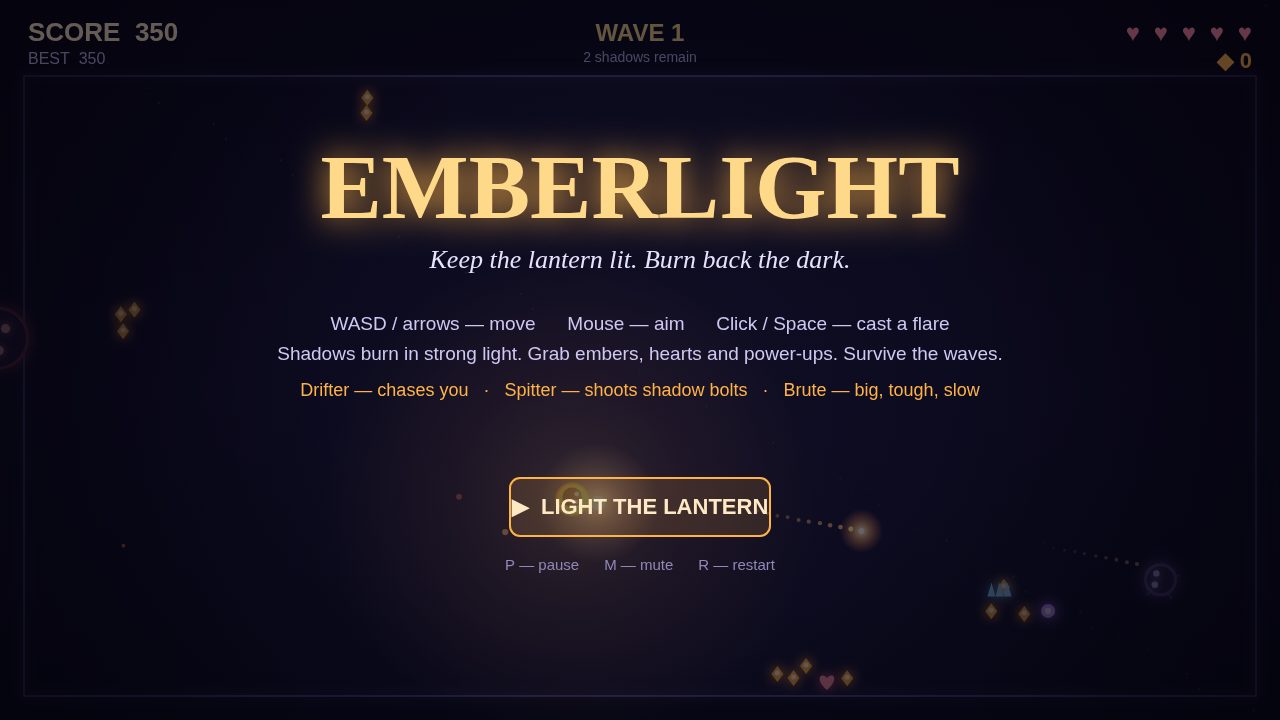 SCORE 350
WAVE 1
♥ ♥ ♥ ♥ ♥
BEST 350
2 shadows remain
◆ 0
EMBERLIGHT
Keep the lantern lit. Burn back the dark.
WASD / arrows — move Mouse — aim Click / Space — cast a flare
Shadows burn in strong light. Grab embers, hearts and power-ups. Survive the waves.
Drifter — chases you · Spitter — shoots shadow bolts · Brute — big, tough, slow
▶ LIGHT THE LANTERN
P — pause M — mute R — restart